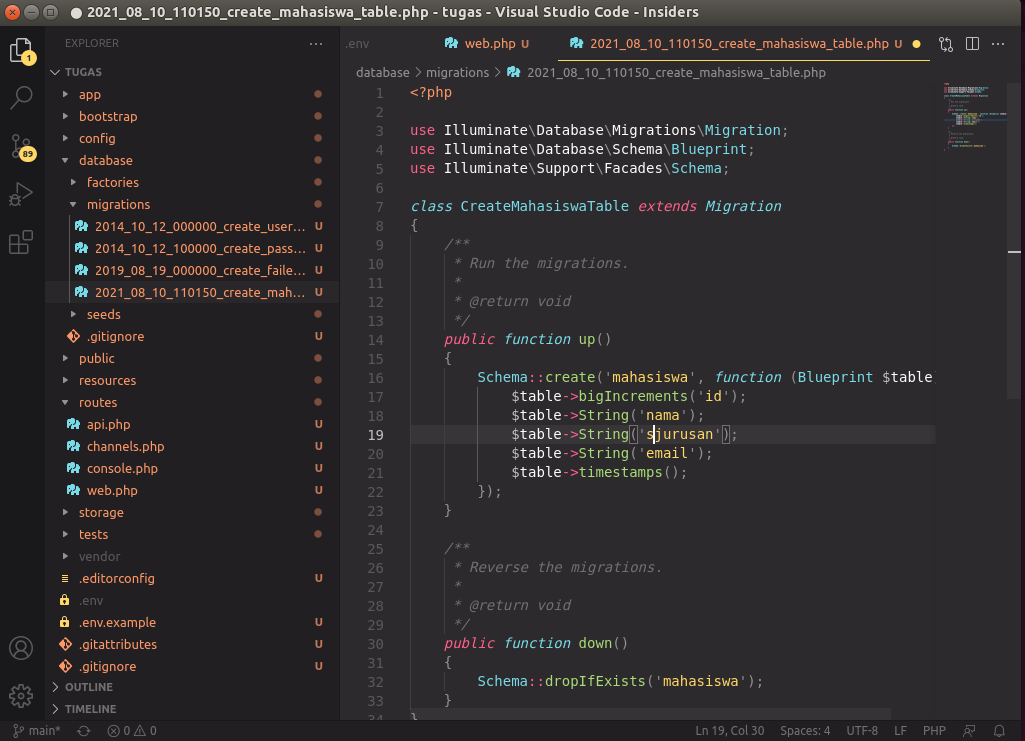 2021_08_10_110150_create_mahasiswa_table.php - tugas - Visual Studio Code - Insiders
EXPLORER
.env
web.php U
2021_08_10_110150_create_mahasiswa_table.php U
database > migrations > 2021_08_10_110150_create_mahasiswa_table.php
1
89
TUGAS
app
bootstrap
config
database
factories
migrations
2014_10_12_000000_create_user... U
2014_10_12_100000_create_pass... U
2019_08_19_000000_create_faile... U
2021_08_10_110150_create_mah... U
seeds
.gitignore U
public
resources
routes
api.php U
channels.php U
console.php U
web.php U
storage
tests
vendor
.editorconfig U
.env
.env.example U
.gitattributes U
.gitignore U
OUTLINE
TIMELINE
1 <?php
2
3 use Illuminate\Database\Migrations\Migration;
4 use Illuminate\Database\Schema\Blueprint;
5 use Illuminate\Support\Facades\Schema;
6
7 class CreateMahasiswaTable extends Migration
8 {
9 /**
10 * Run the migrations.
11 *
12 * @return void
13 */
14 public function up()
15 {
16 Schema::create('mahasiswa', function (Blueprint $table
17 $table->bigIncrements('id');
18 $table->String('nama');
19 $table->String('sjurusan');
20 $table->String('email');
21 $table->timestamps();
22 });
23 }
24
25 /**
26 * Reverse the migrations.
27 *
28 * @return void
29 */
30 public function down()
31 {
32 Schema::dropIfExists('mahasiswa');
33 }
34 }
main* 0 0 Ln 19, Col 30 Spaces: 4 UTF-8 LF PHP